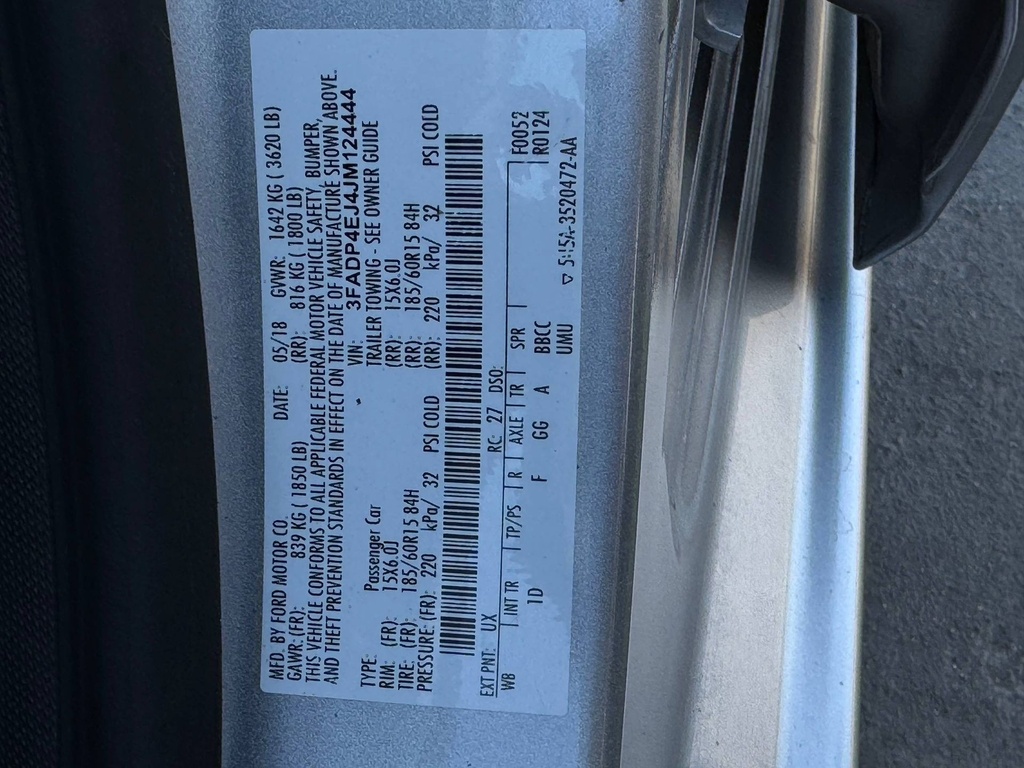 MFD. BY FORD MOTOR CO. DATE: 05/18 GVWR: 1642 KG ( 3620 LB)
GAWR: (FR): 839 KG ( 1850 LB) (RR): 816 KG ( 1800 LB)
THIS VEHICLE CONFORMS TO ALL APPLICABLE FEDERAL MOTOR VEHICLE SAFETY, BUMPER,
AND THEFT PREVENTION STANDARDS IN EFFECT ON THE DATE OF MANUFACTURE SHOWN ABOVE.
VIN: 3FADP4EJ4JM124444
TYPE: Passenger Car TRAILER TOWING - SEE OWNER GUIDE
RIM: (FR): 15X6.0J (RR): 15X6.0J
TIRE: (FR): 185/60R15 84H (RR): 185/60R15 84H
PRESSURE: (FR): 220 kPa/ 32 PSI COLD (RR): 220 kPa/ 32 PSI COLD
EXT PNT: UX RC: 27 DSO: F0052
WB INT TR TP/PS R AXLE TR SPR R0124
1D F GG A BBCC
UMU 3520472-AA